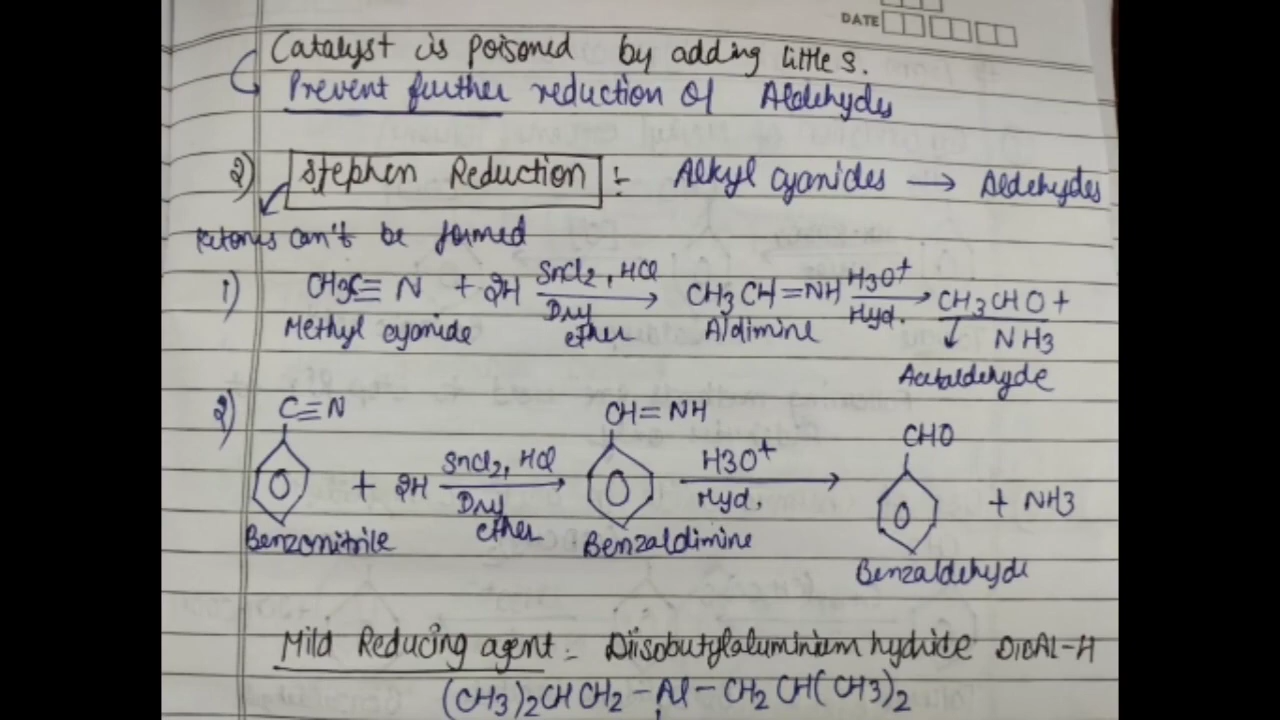 DATE
Catalyst is poisoned by adding little S.
Prevent further reduction of Aldehydes
2) Stephen Reduction :- Alkyl cyanides → Aldehydes
Ketones can't be formed
1) CH3C≡N + 2H SnCl2, HCl Dry ether → CH3CH=NH H3O+ Hyd. → CH3CHO + NH3
Methyl cyanide Aldimine Acetaldehyde
2) C≡N CH=NH CHO
+ 2H SnCl2, HCl Dry ether → H3O+ Hyd. → + NH3
Benzonitrile Benzaldimine Benzaldehyde
Mild Reducing agent - Diisobutylaluminium hydride DIBAl-H
(CH3)2CHCH2-Al-CH2CH(CH3)2